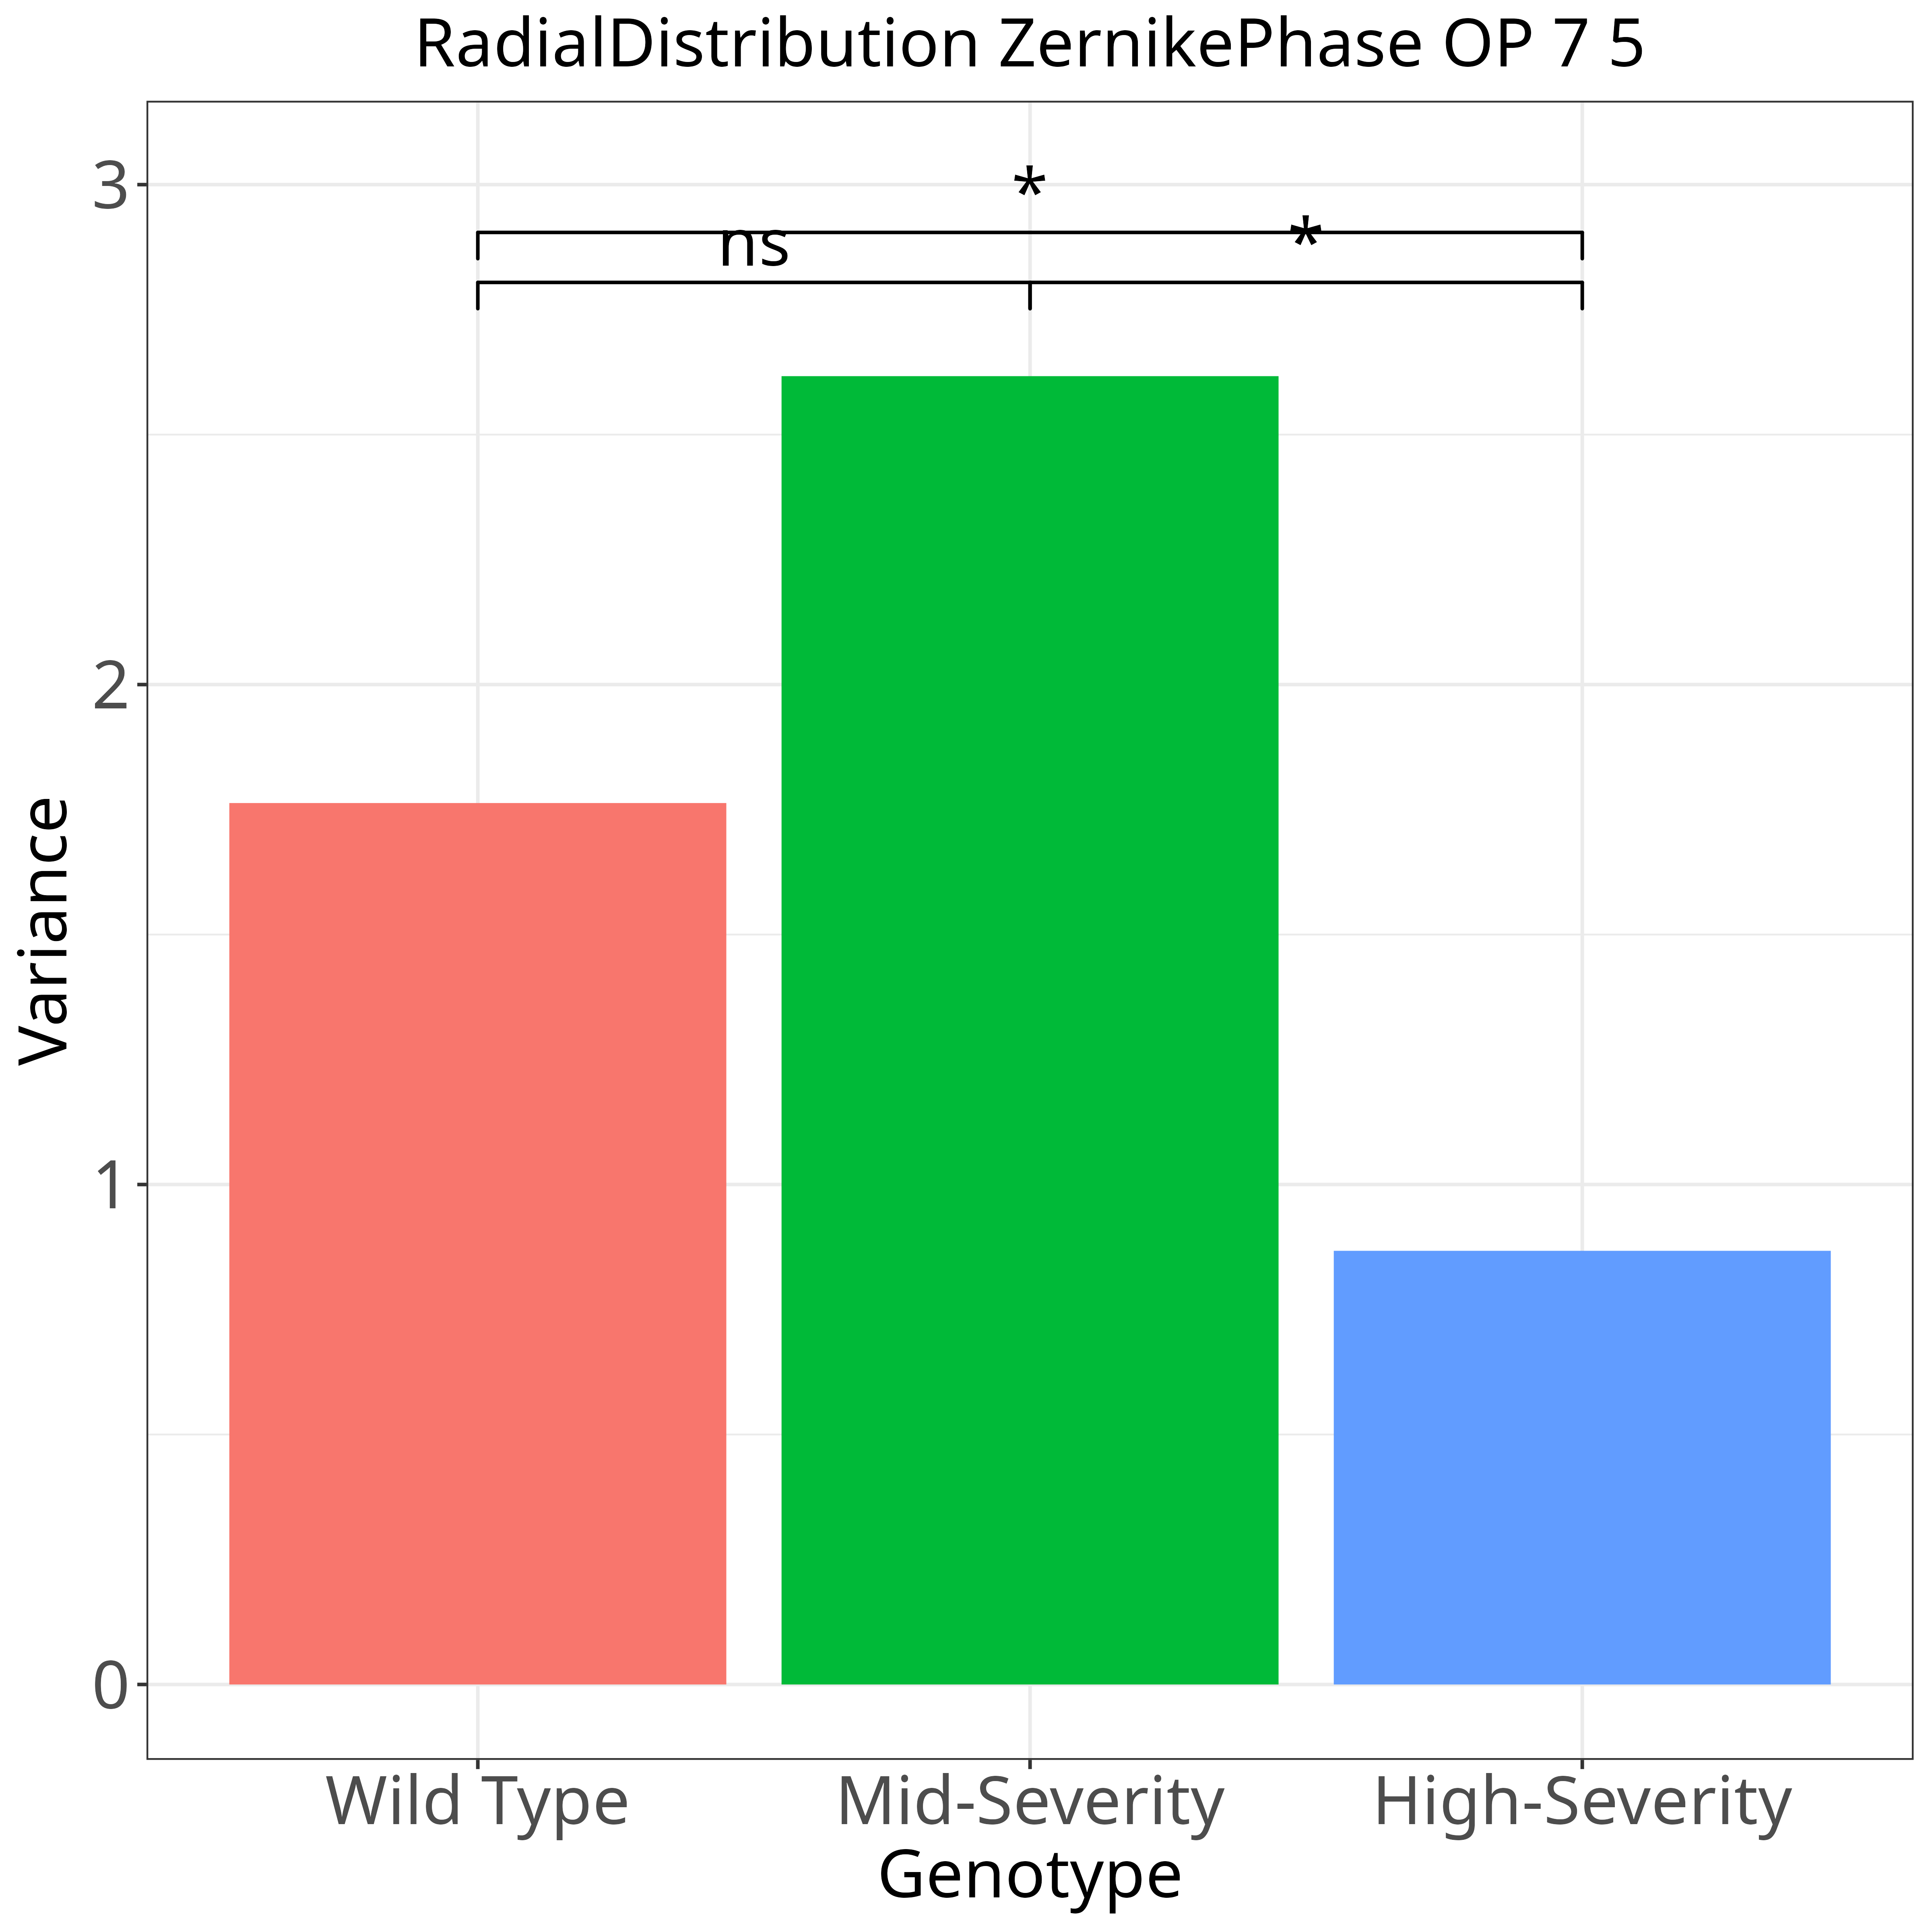 RadialDistribution ZernikePhase OP 7 5
3
*
ns
*
2
1
0
Variance
Wild Type Mid-Severity High-Severity
Genotype